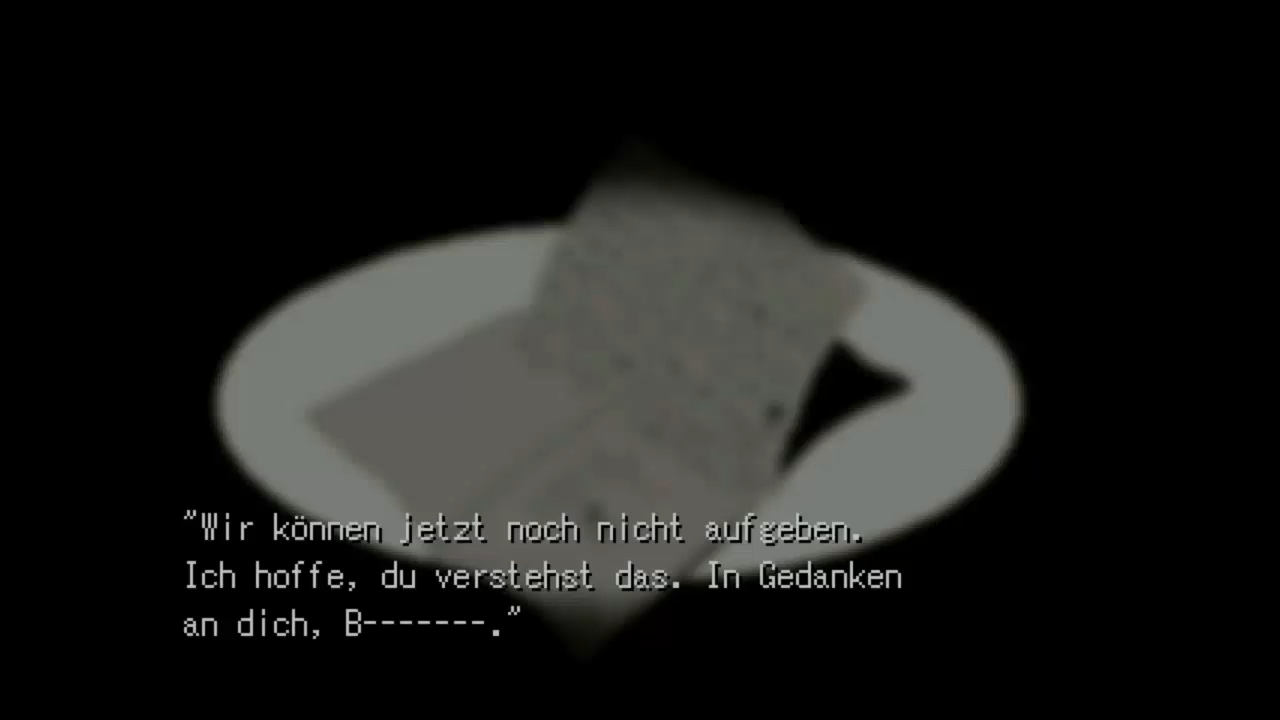 "Wir können jetzt noch nicht aufgeben.
Ich hoffe, du verstehst das. In Gedanken
an dich, B-------."